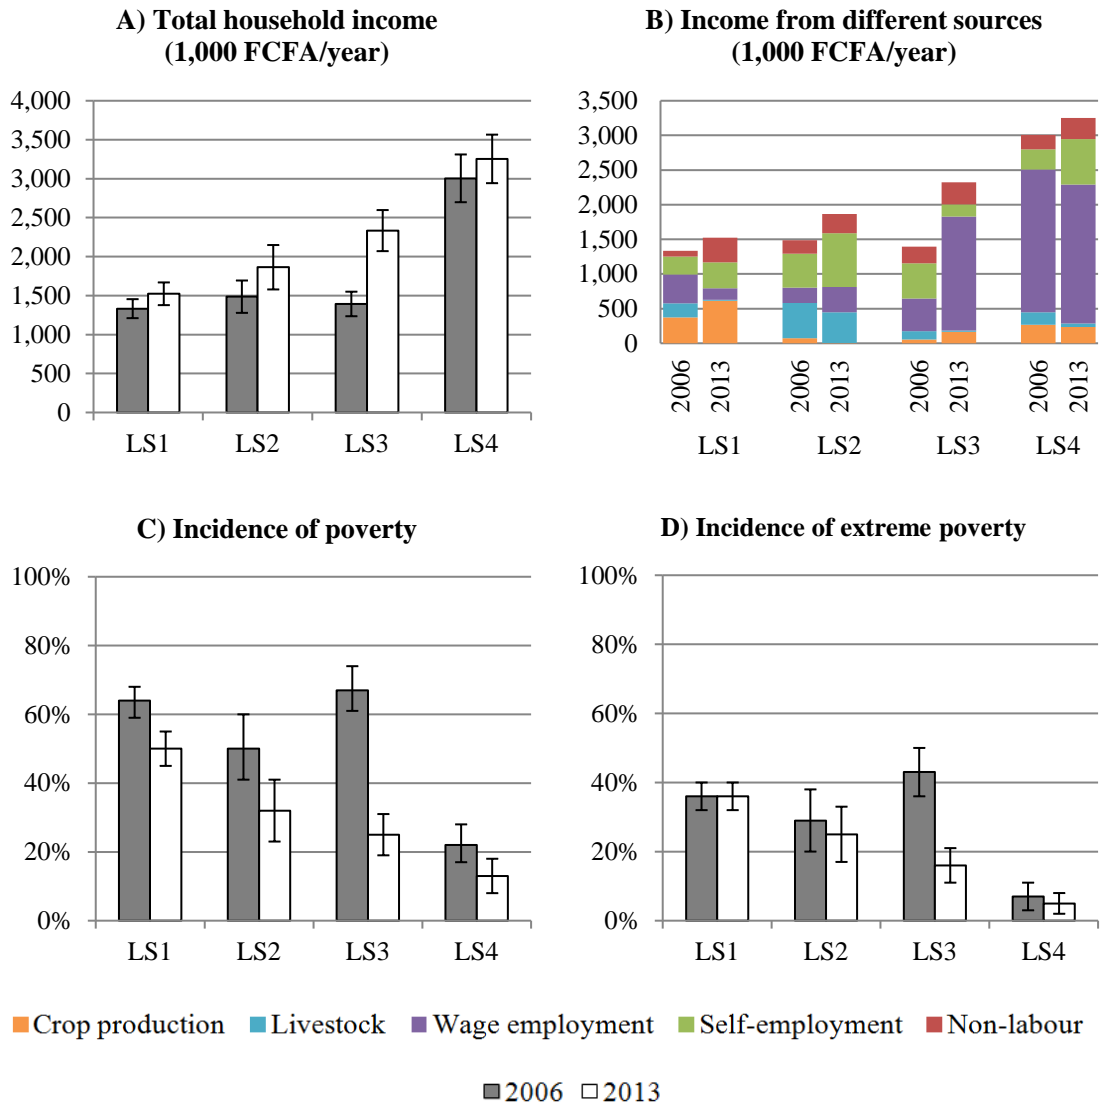 A) Total household income
(1,000 FCFA/year)
4,000
3,500
3,000
2,500
2,000
1,500
1,000
500
0
LS1 LS2 LS3 LS4
B) Income from different sources
(1,000 FCFA/year)
3,500
3,000
2,500
2,000
1,500
1,000
500
0
2006 2013 2006 2013 2006 2013 2006 2013
LS1 LS2 LS3 LS4
C) Incidence of poverty
100%
80%
60%
40%
20%
0%
LS1 LS2 LS3 LS4
D) Incidence of extreme poverty
100%
80%
60%
40%
20%
0%
LS1 LS2 LS3 LS4
Crop production Livestock Wage employment Self-employment Non-labour
2006 2013